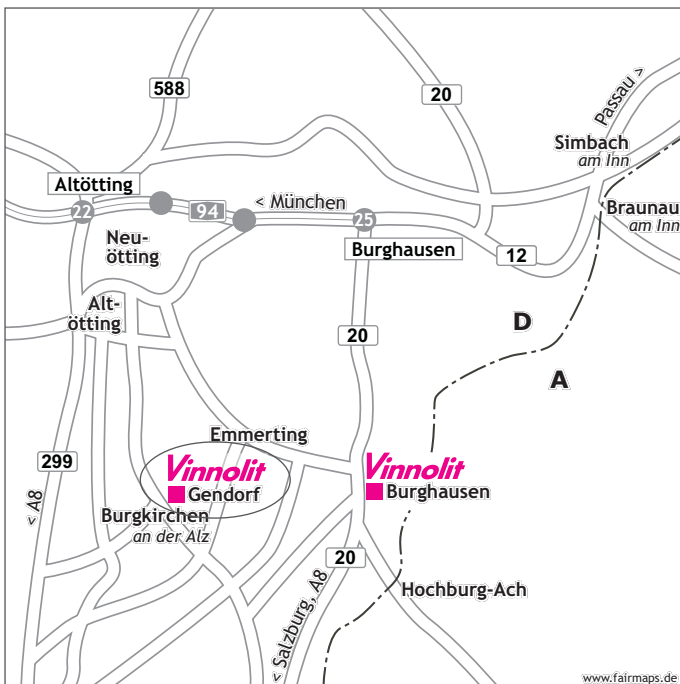 588
20
Passau >
Simbach
am Inn
Altötting
22
94
< München
25
Braunau
am Inn
Neu-
ötting
Burghausen
12
Alt-
ötting
20
D
A
Emmerting
299
Vinnolit
Gendorf
Vinnolit
Burghausen
< A8
Burgkirchen
an der Alz
20
< Salzburg, A8
Hochburg-Ach
www.fairmaps.de